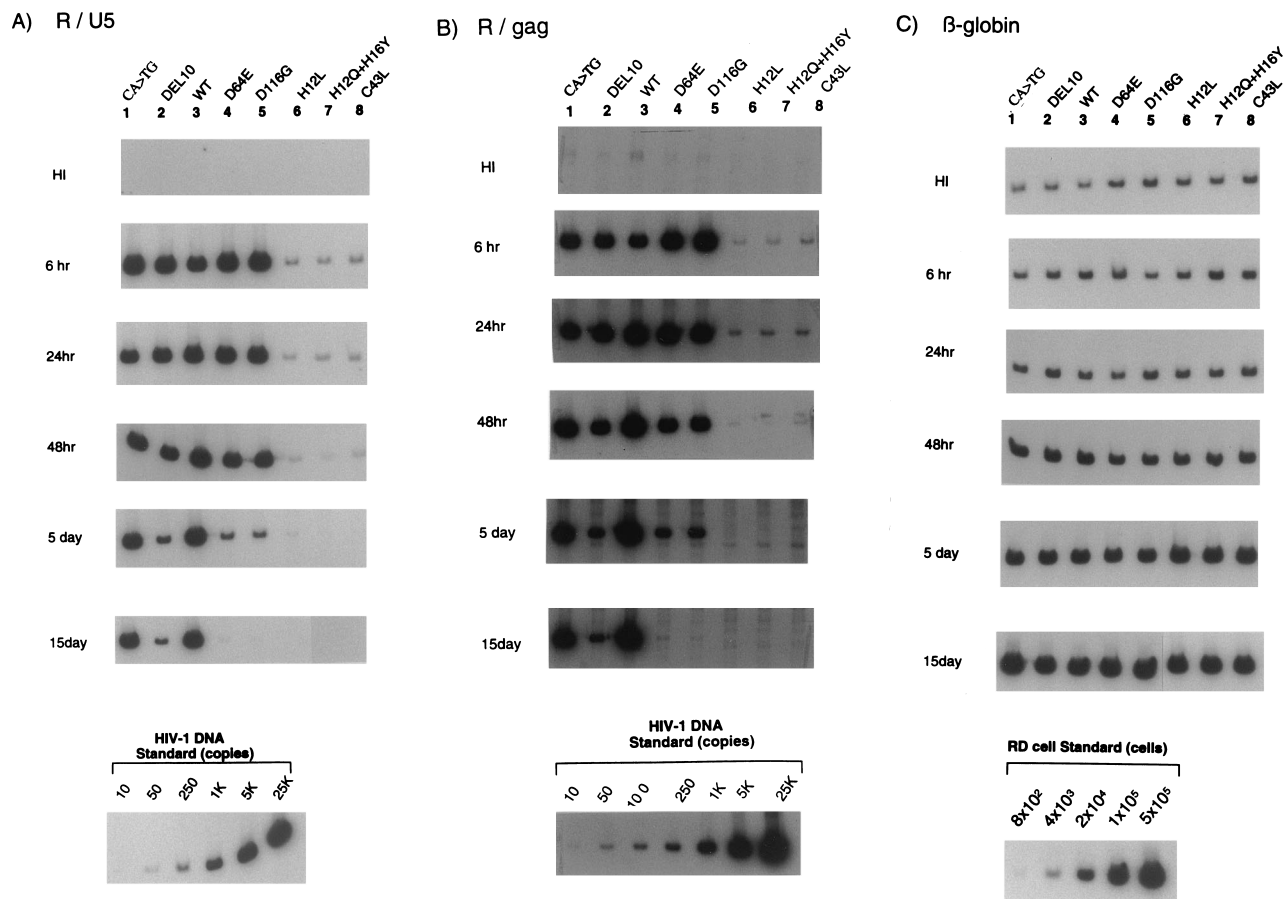 A) R / U5
CA>TG DEL10 WT D64E D116G H12L H12Q+H16Y C43L
1 2 3 4 5 6 7 8
HI
6 hr
24hr
48hr
5 day
15day
HIV-1 DNA
Standard (copies)
10 50 250 1K 5K 25K
B) R / gag
CA>TG DEL10 WT D64E D116G H12L H12Q+H16Y C43L
1 2 3 4 5 6 7 8
HI
6 hr
24hr
48hr
5 day
15day
HIV-1 DNA
Standard (copies)
10 50 10 0 250 1K 5K 25K
C) ß-globin
CA>TG DEL10 WT D64E D116G H12L H12Q+H16Y C43L
1 2 3 4 5 6 7 8
HI
6 hr
24hr
48hr
5 day
15day
RD cell Standard (cells)
8x10² 4x10³ 2x10⁴ 1x10⁵ 5x10⁵